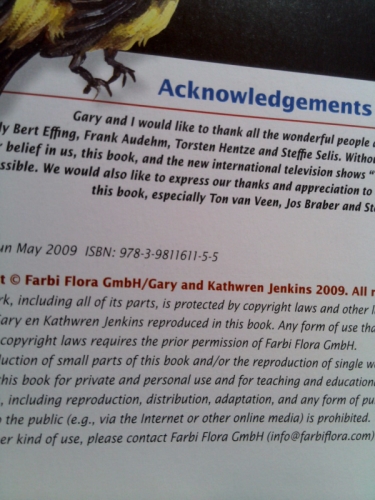 Acknowledgements
Gary and I would like to thank all the wonderful people
Bert Effing, Frank Audehm, Torsten Hentze and Steffie Selis. Witho
belief in us, this book, and the new international television shows "
ssible. We would also like to express our thanks and appreciation to
this book, especially Ton van Veen, Jos Braber and St
un May 2009 ISBN: 978-3-9811611-5-5
t © Farbi Flora GmbH/Gary and Kathwren Jenkins 2009. All r
rk, including all of its parts, is protected by copyright laws and other l
Gary en Kathwren Jenkins reproduced in this book. Any form of use tha
copyright laws requires the prior permission of Farbi Flora GmbH.
duction of small parts of this book and/or the reproduction of single w
this book for private and personal use and for teaching and educationa
, including reproduction, distribution, adaptation, and any form of pu
o the public (e.g., via the Internet or other online media) is prohibited.
er kind of use, please contact Farbi Flora GmbH (info@farbiflora.com)